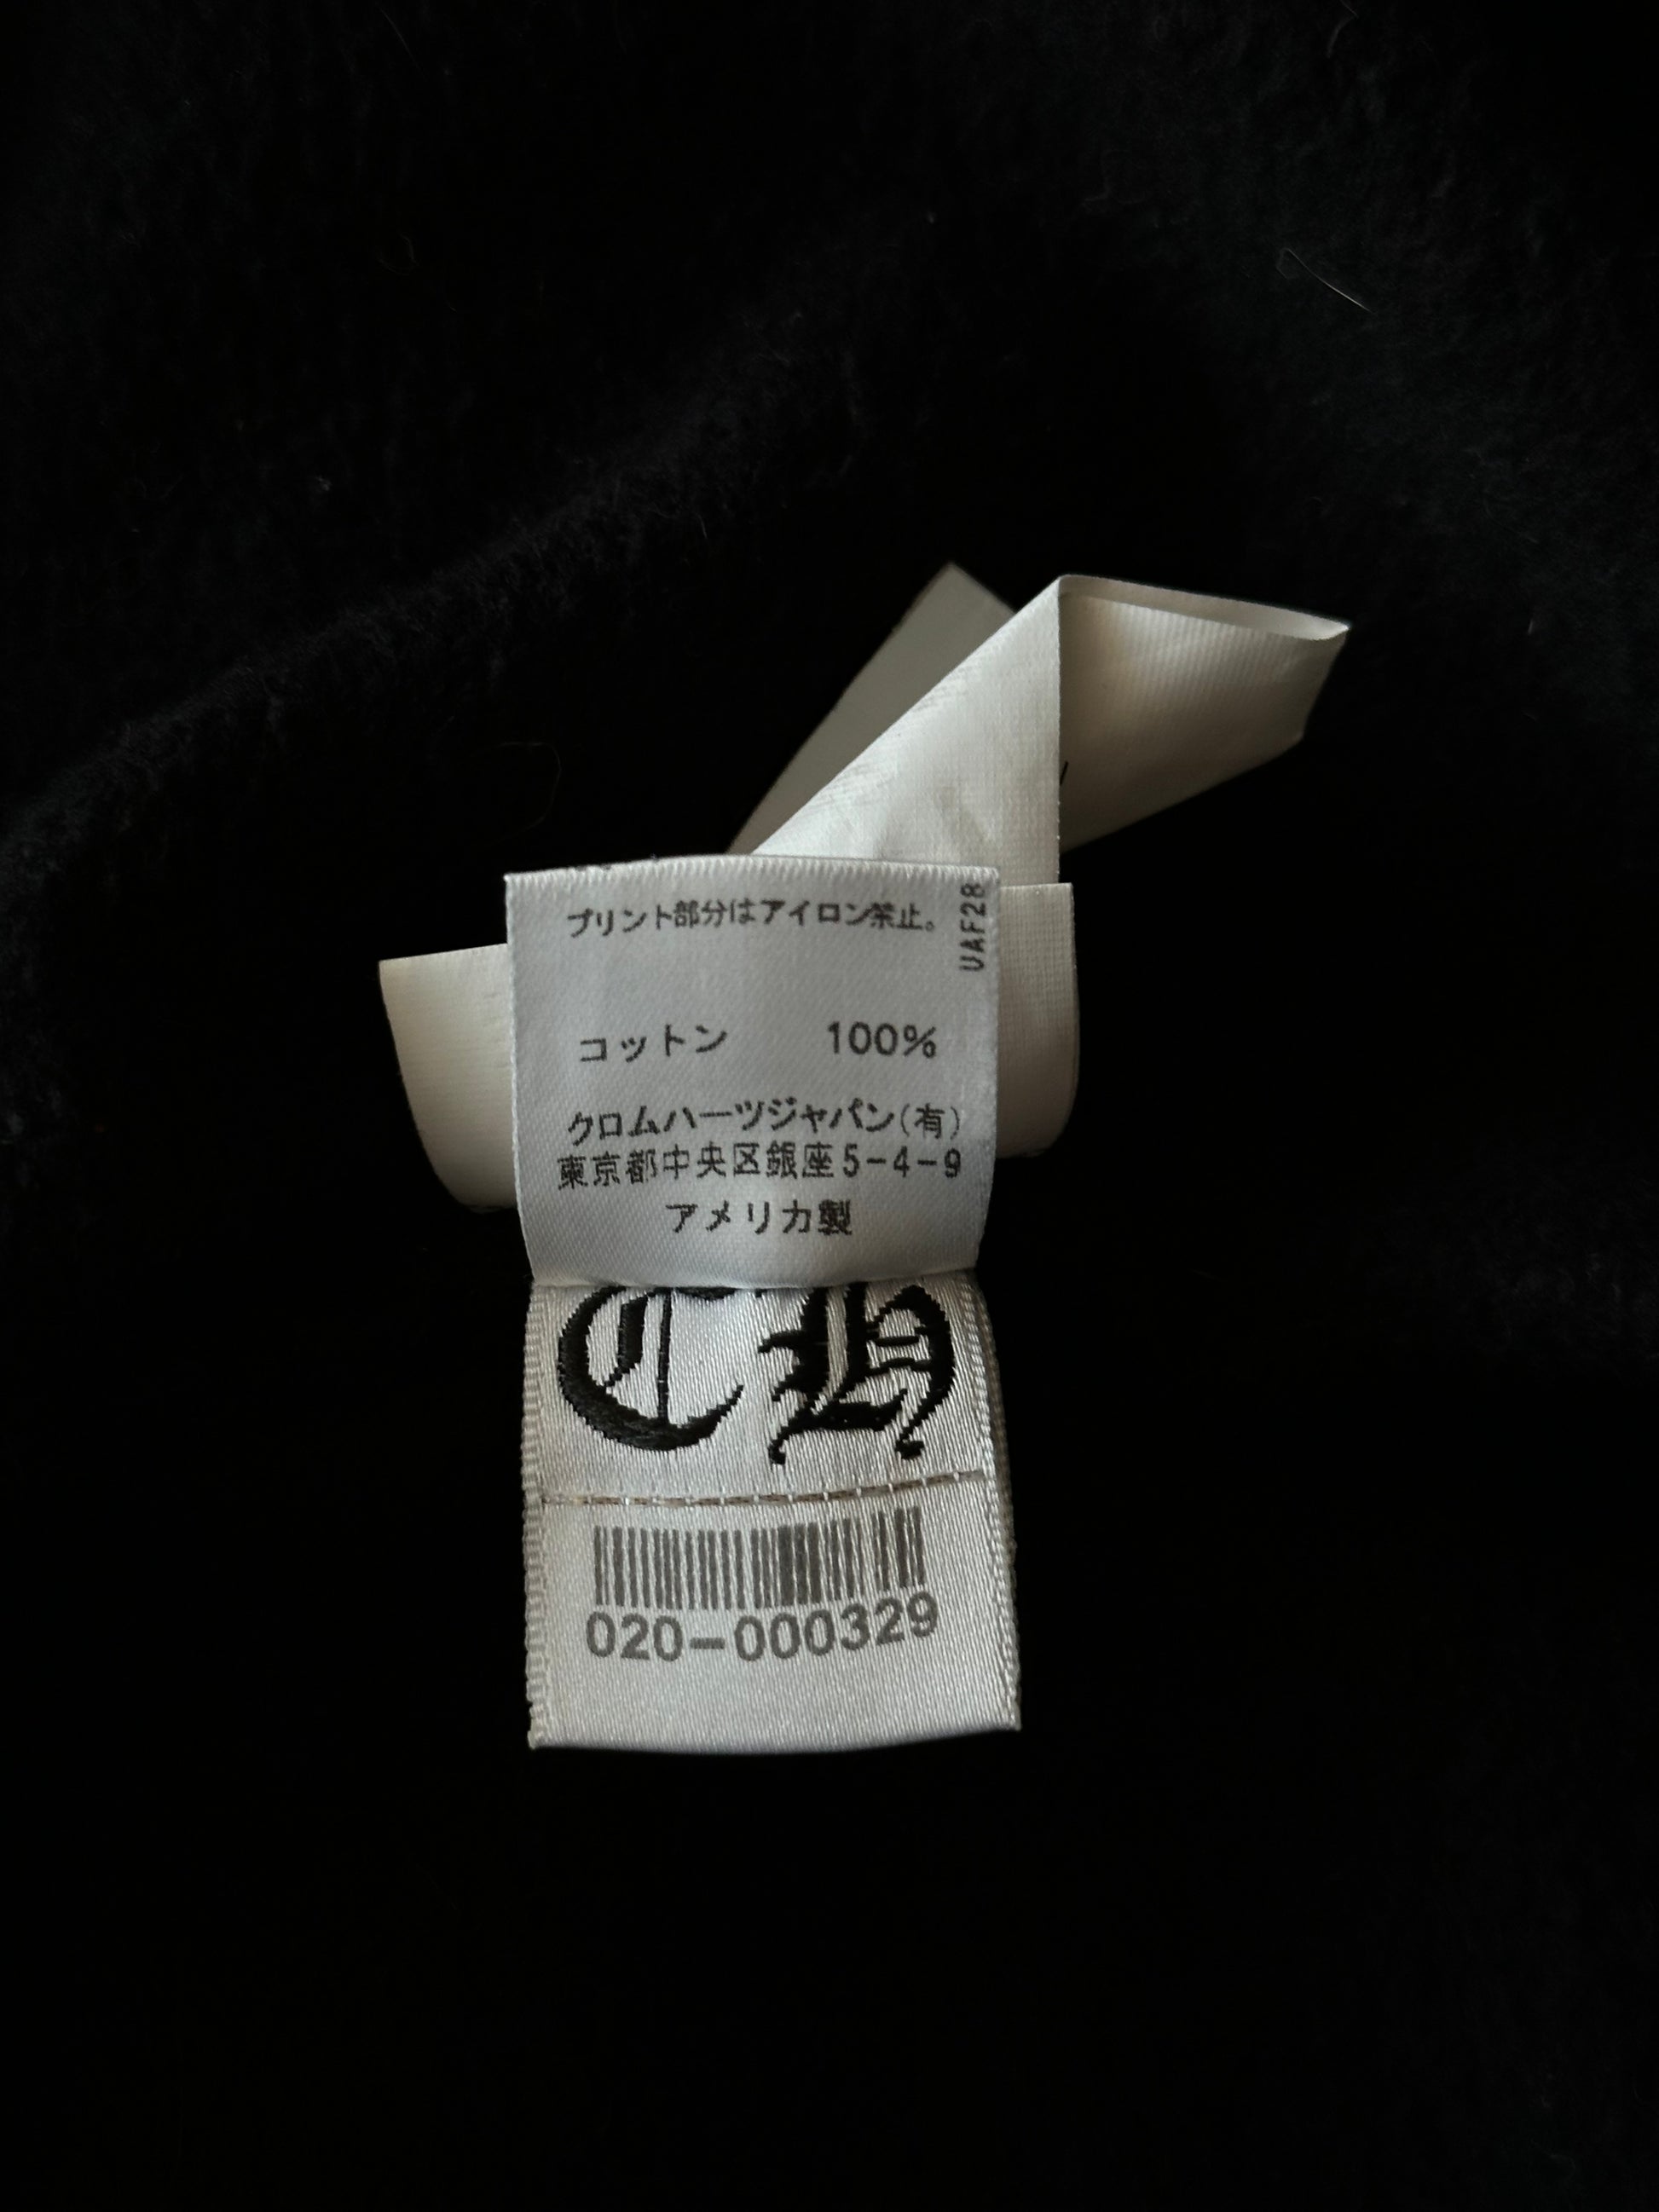 プリント部分はアイロン禁止。
UAF28
コットン 100%
クロムハーツジャパン(有)
東京都中央区銀座5-4-9
アメリカ製
CH
020-000329